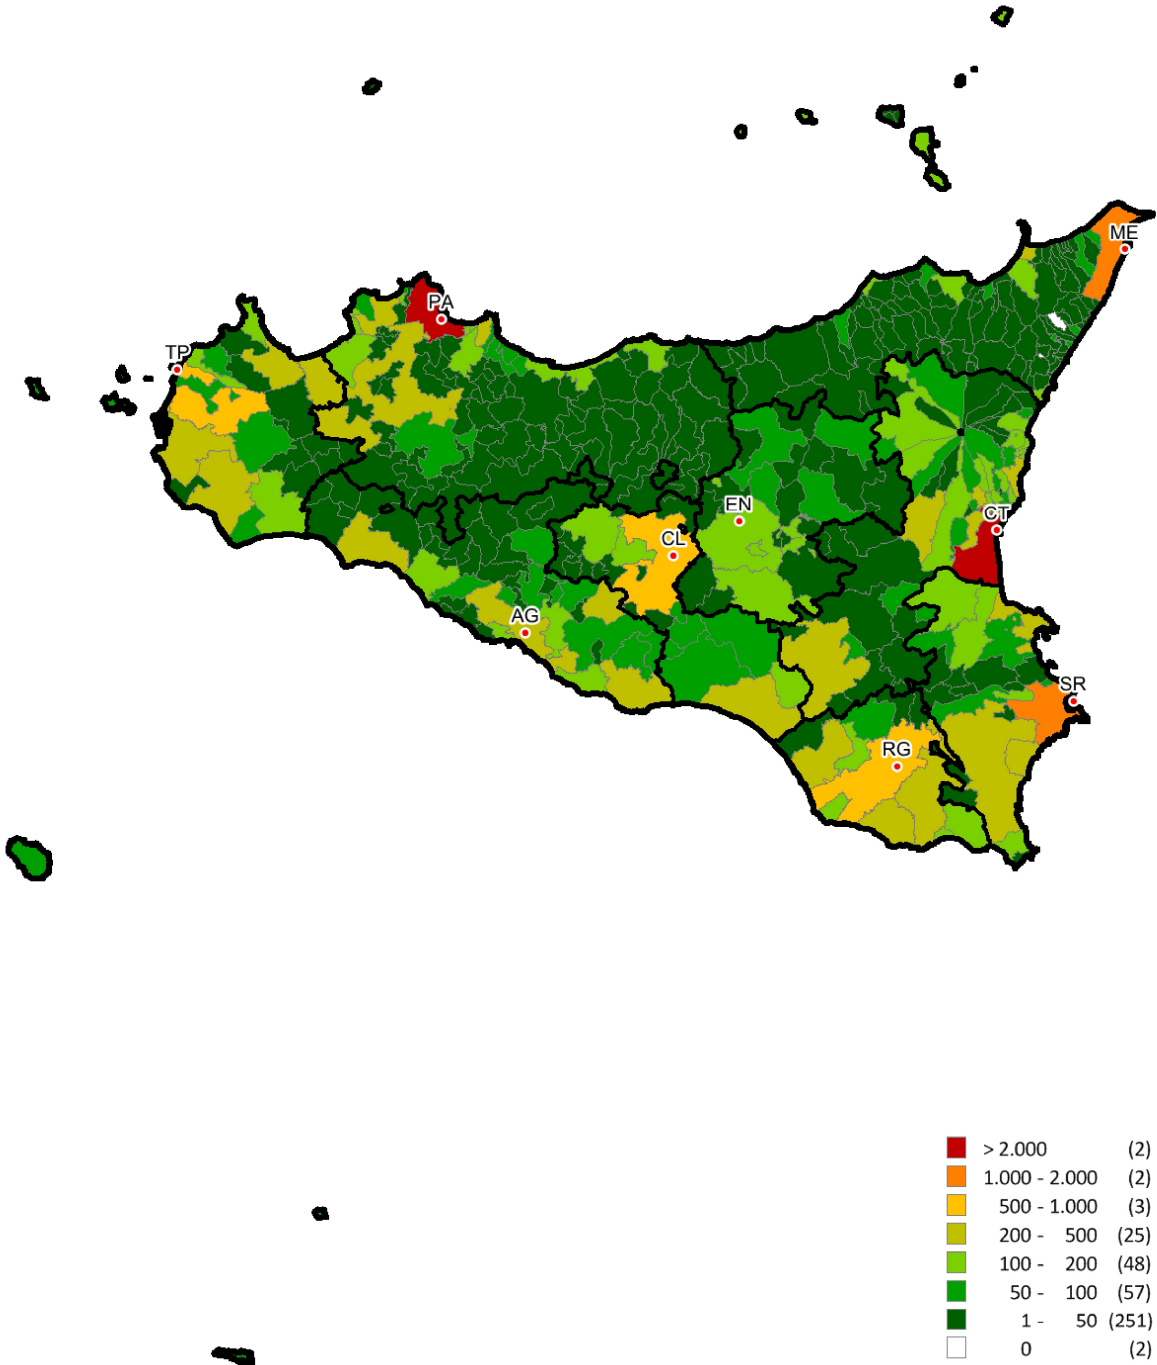 ME
PA
TP
CT
EN
CL
AG
SR
RG
> 2.000 (2)
1.000 - 2.000 (2)
500 - 1.000 (3)
200 - 500 (25)
100 - 200 (48)
50 - 100 (57)
1 - 50 (251)
0 (2)